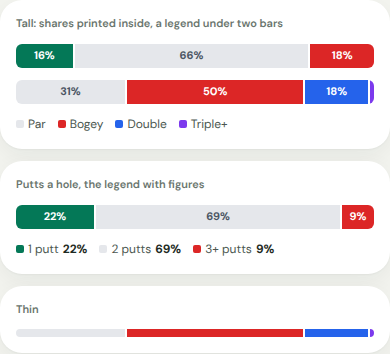 Tall: shares printed inside, a legend under two bars
16% 66% 18%
31% 50% 18%
Par Bogey Double Triple+
Putts a hole, the legend with figures
22% 69% 9%
1 putt 22% 2 putts 69% 3+ putts 9%
Thin